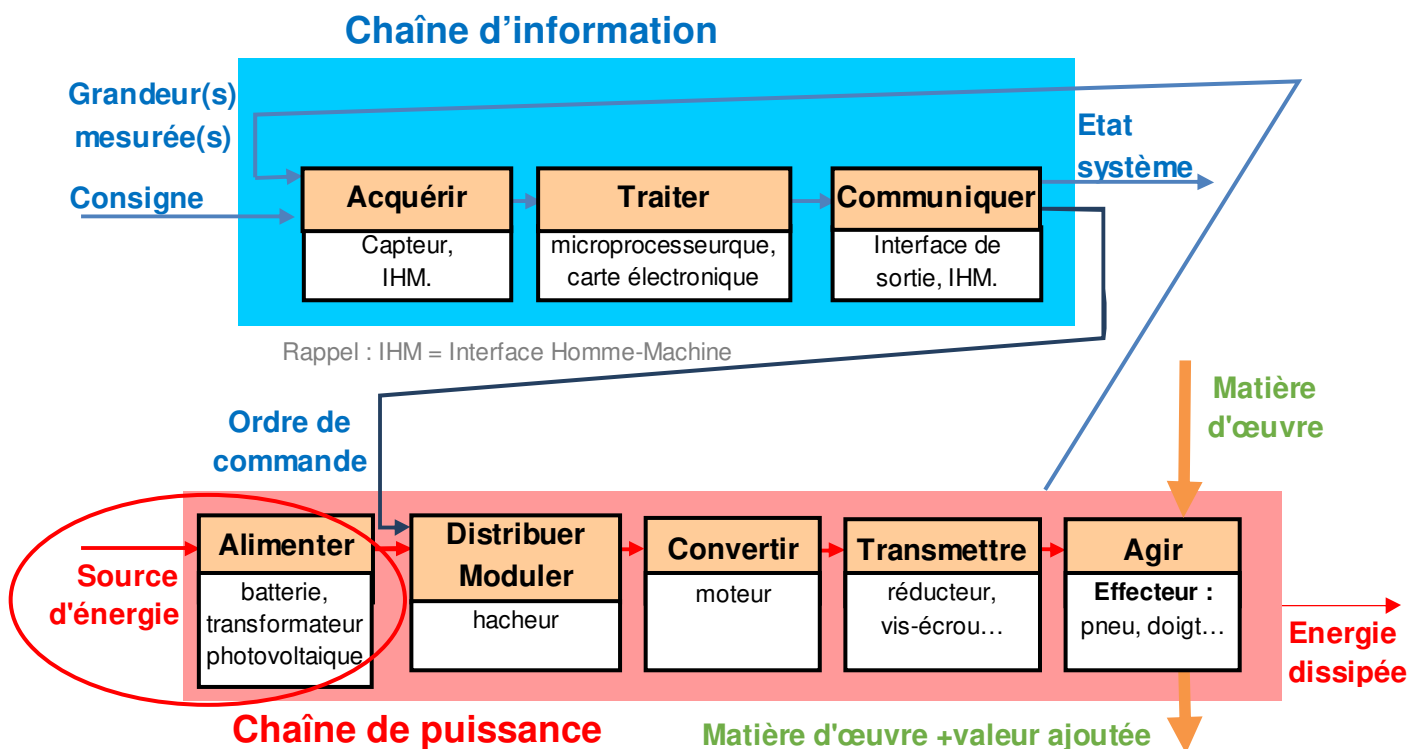 Chaîne d’information
Grandeur(s)
mesurée(s)
Consigne
Etat
système
Acquérir
Capteur,
IHM.
Traiter
microprocesseurque,
carte électronique
Communiquer
Interface de
sortie, IHM.
Rappel : IHM = Interface Homme-Machine
Ordre de
commande
Matière
d'œuvre
Source
d'énergie
Alimenter
batterie,
transformateur
photovoltaique
Distribuer
Moduler
hacheur
Convertir
moteur
Transmettre
réducteur,
vis-écrou…
Agir
Effecteur :
pneu, doigt…
Energie
dissipée
Chaîne de puissance
Matière d'œuvre +valeur ajoutée